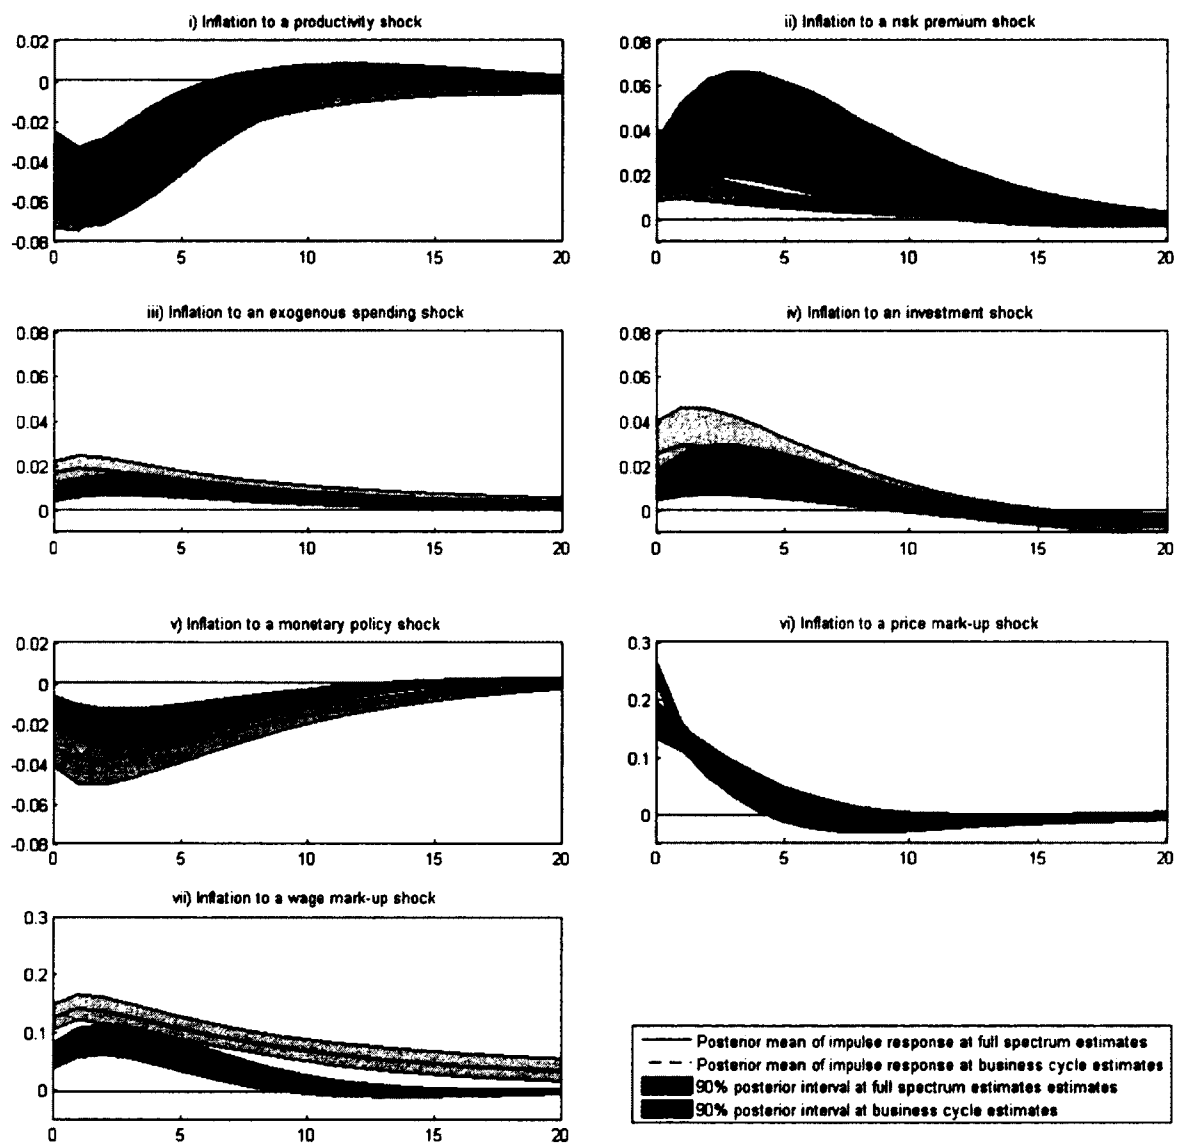 i) Inflation to a productivity shock
0.02
0
-0.02
-0.04
-0.06
-0.08
0 5 10 15 20
ii) Inflation to a risk premium shock
0.08
0.06
0.04
0.02
0
0 5 10 15 20
iii) Inflation to an exogenous spending shock
0.08
0.06
0.04
0.02
0
0 5 10 15 20
iv) Inflation to an investment shock
0.08
0.06
0.04
0.02
0
0 5 10 15 20
v) Inflation to a monetary policy shock
0.02
0
-0.02
-0.04
-0.06
-0.08
0 5 10 15 20
vi) Inflation to a price mark-up shock
0.3
0.2
0.1
0
0 5 10 15 20
vii) Inflation to a wage mark-up shock
0.3
0.2
0.1
0
0 5 10 15 20
Posterior mean of impulse response at full spectrum estimates
Posterior mean of impulse response at business cycle estimates
90% posterior interval at full spectrum estimates estimates
90% posterior interval at business cycle estimates